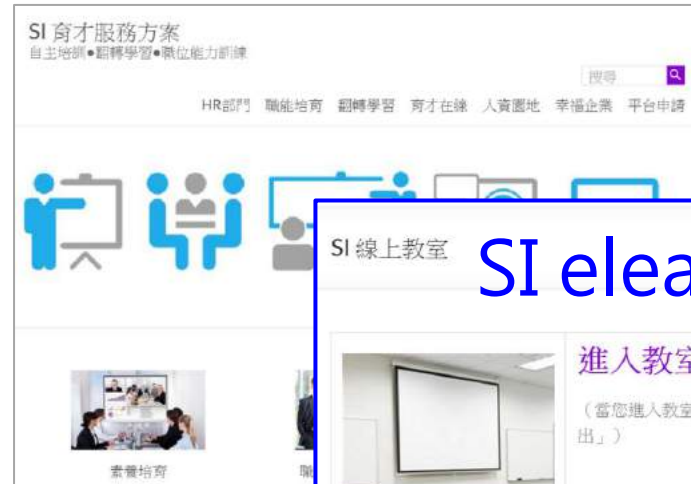 SI 育才服務方案
自主培訓●翻轉學習●職位能力訓練
搜尋
HR部門 職能培育 翻轉學習 育才在線 人資園地 幸福企業 平台申請
SI 線上教室
SI elea
進入教室
（當您進入教室
出」）
素養培育
職